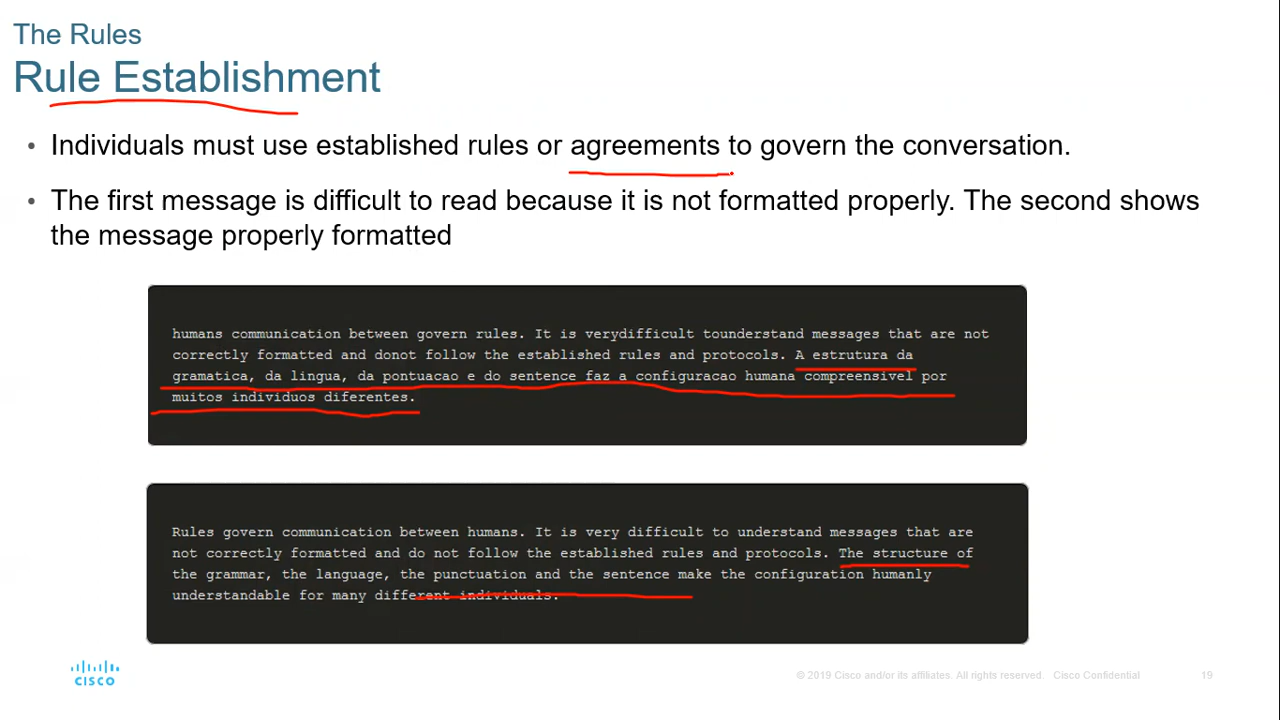 The Rules
Rule Establishment
• Individuals must use established rules or agreements to govern the conversation.
• The first message is difficult to read because it is not formatted properly. The second shows
the message properly formatted
humans communication between govern rules. It is verydifficult tounderstand messages that are not
correctly formatted and donot follow the established rules and protocols. A estrutura da
gramatica, da lingua, da pontuacao e do sentence faz a configuracao humana compreensivel por
muitos individuos diferentes.
Rules govern communication between humans. It is very difficult to understand messages that are
not correctly formatted and do not follow the established rules and protocols. The structure of
the grammar, the language, the punctuation and the sentence make the configuration humanly
understandable for many different individuals.
CISCO
© 2019 Cisco and/or its affiliates. All rights reserved. Cisco Confidential 19